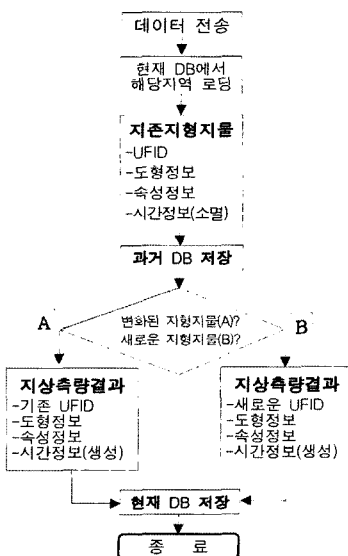 데이터 전송
현재 DB에서
해당지역 로딩
지존지형지물
-UFID
-도형정보
-속성정보
-시간정보(소멸)
과거 DB 저장
A
변화된 지형지물(A)?
새로운 지형지물(B)?
B
지상측량결과
-기존 UFID
-도형정보
-속성정보
-시간정보(생성)
지상측량결과
-새로운 UFID
-도형정보
-속성정보
-시간정보(생성)
현재 DB 저장
종 료